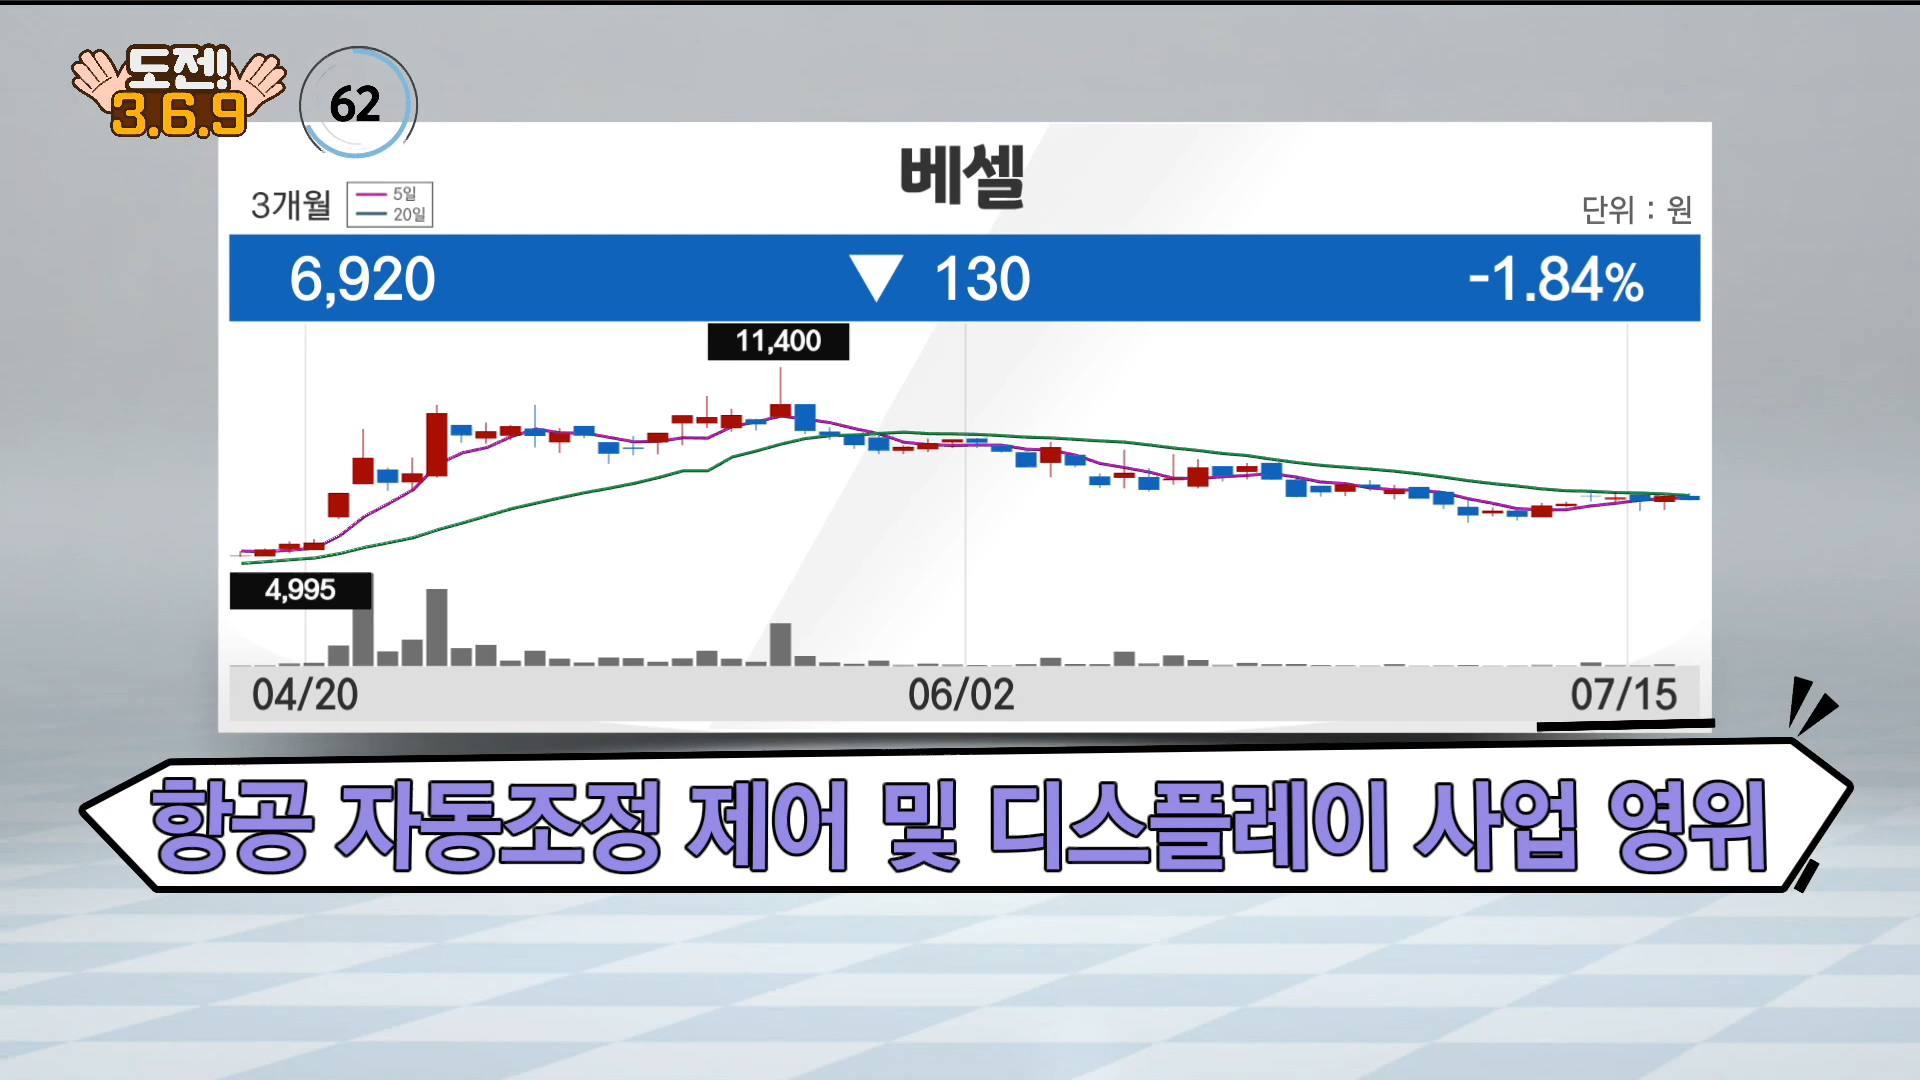 도젠!
3.6.9
62
베셀
3개월
5일
20일
단위 : 원
6,920
▼ 130
-1.84%
11,400
4,995
04/20
06/02
07/15
항공 자동조정 제어 및 디스플레이 사업 영위